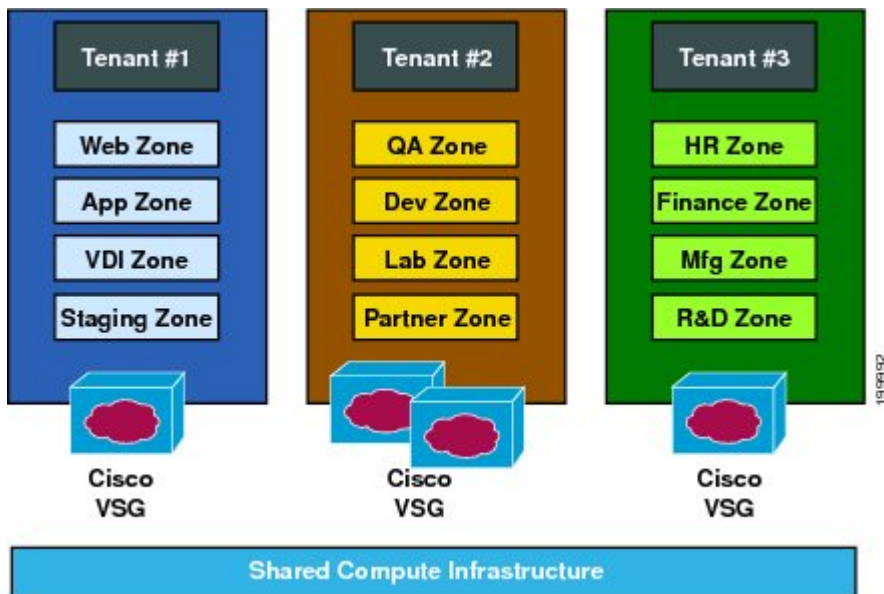 Tenant #1
Web Zone
App Zone
VDI Zone
Staging Zone
Cisco
VSG
Tenant #2
QA Zone
Dev Zone
Lab Zone
Partner Zone
Cisco
VSG
Tenant #3
HR Zone
Finance Zone
Mfg Zone
R&D Zone
Cisco
VSG
199992
Shared Compute Infrastructure